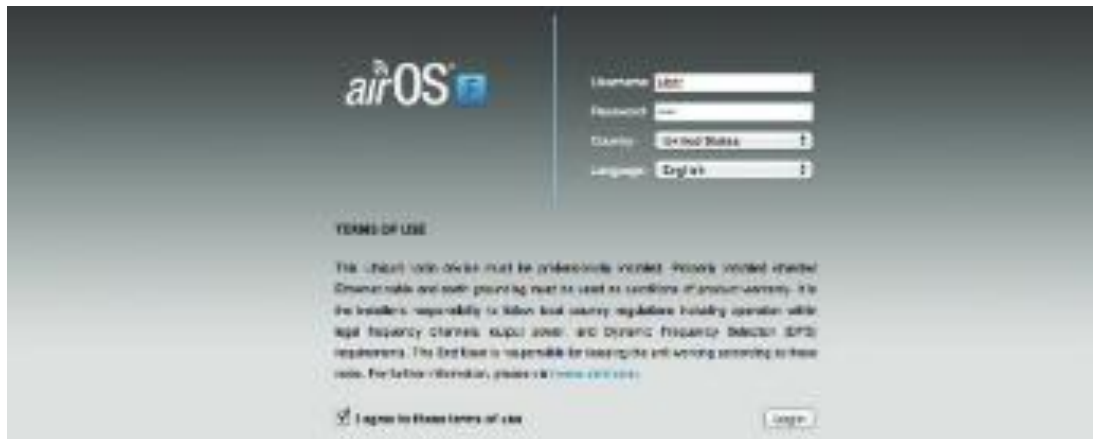 airOS
Username
Password
Country United States
Language English
TERMS OF USE
This Ubiquiti radio device must be professionally installed. Properly installed shielded
Ethernet cable and earth grounding must be used as conditions of product warranty. It is
the installers responsibility to follow local country regulations including operation within
legal frequency channels, output power, and Dynamic Frequency Selection (DFS)
requirements. The End User is responsible for keeping the unit working according to these
rules. For further information, please visit
I agree to these terms of use
Login